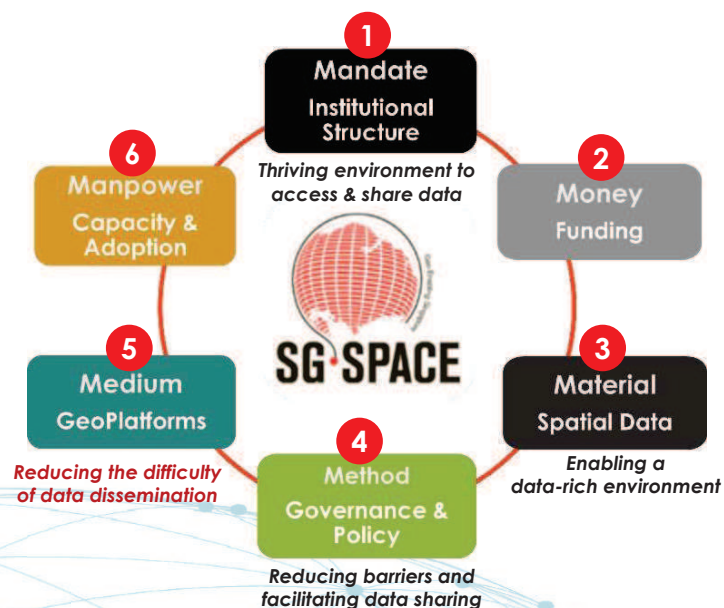 1
Mandate
Institutional
Structure
Thriving environment to
access & share data
2
Money
Funding
3
Material
Spatial Data
Enabling a
data-rich environment
4
Method
Governance &
Policy
Reducing barriers and
facilitating data sharing
5
Medium
GeoPlatforms
Reducing the difficulty
of data dissemination
6
Manpower
Capacity &
Adoption
SG·SPACE